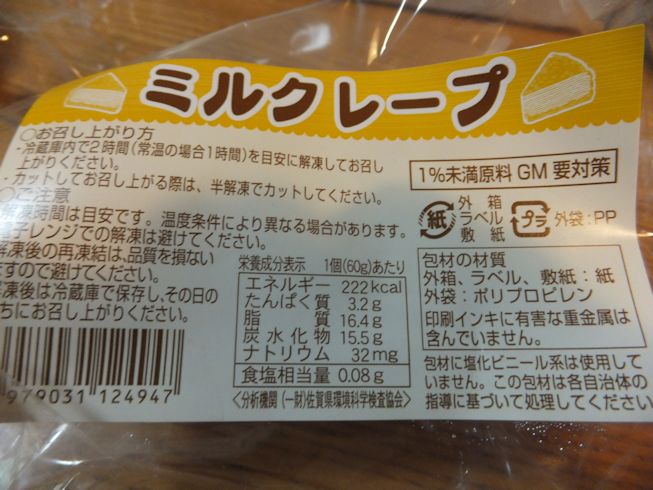 ミルクレープ
〇お召し上がり方
・冷蔵庫内で2時間(常温の場合1時間)を目安に解凍してお召し
上がりください。
・カットしてお召し上がる際は、半解凍でカットしてください。
〇ご注意
時間は目安です。温度条件により異なる場合があります。
子レンジでの解凍は避けてください。
解凍後の再凍結は、品質を損ない
ますので避けてください。
凍後は冷蔵庫で保存し、その日の
ちにお召し上がりください。
979031 124947
栄養成分表示 1個(60g)あたり
エネルギー 222kcal
たんぱく質 3.2g
脂質 16.4g
炭水化物 15.5g
ナトリウム 32mg
食塩相当量 0.08g
<分析機関 (一財)佐賀県環境科学検査協会>
1%未満原料 GM 要対策
紙 外箱 ラベル 敷紙
プラ 外袋:PP
包材の材質
外箱、ラベル、敷紙:紙
外袋:ポリプロピレン
印刷インキに有害な重金属は
含んでいません。
包材に塩化ビニール系は使用して
いません。この包材は各自治体の
指導に基づいて処理してください